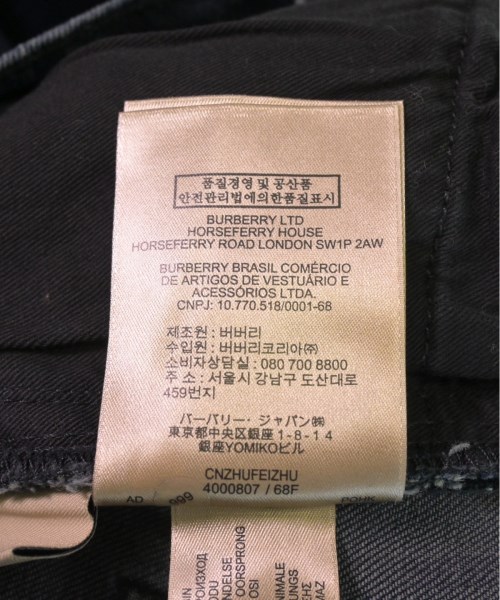 품질경영 및 공산품
안전관리법에의한품질표시
BURBERRY LTD
HORSEFERRY HOUSE
HORSEFERRY ROAD LONDON SW1P 2AW
BURBERRY BRASIL COMÉRCIO
DE ARTIGOS DE VESTUÁRIO E
ACESSÓRIOS LTDA.
CNPJ: 10.770.518/0001-68
제조원 : 버버리
수입원 : 버버리코리아㈜
소비자상담실 : 080 700 8800
주 소 : 서울시 강남구 도산대로
459번지
バーバリー・ジャパン㈱
東京都中央区銀座1-8-14
銀座YOMIKOビル
CNZHUFEIZHU
4000807 / 68F
AD